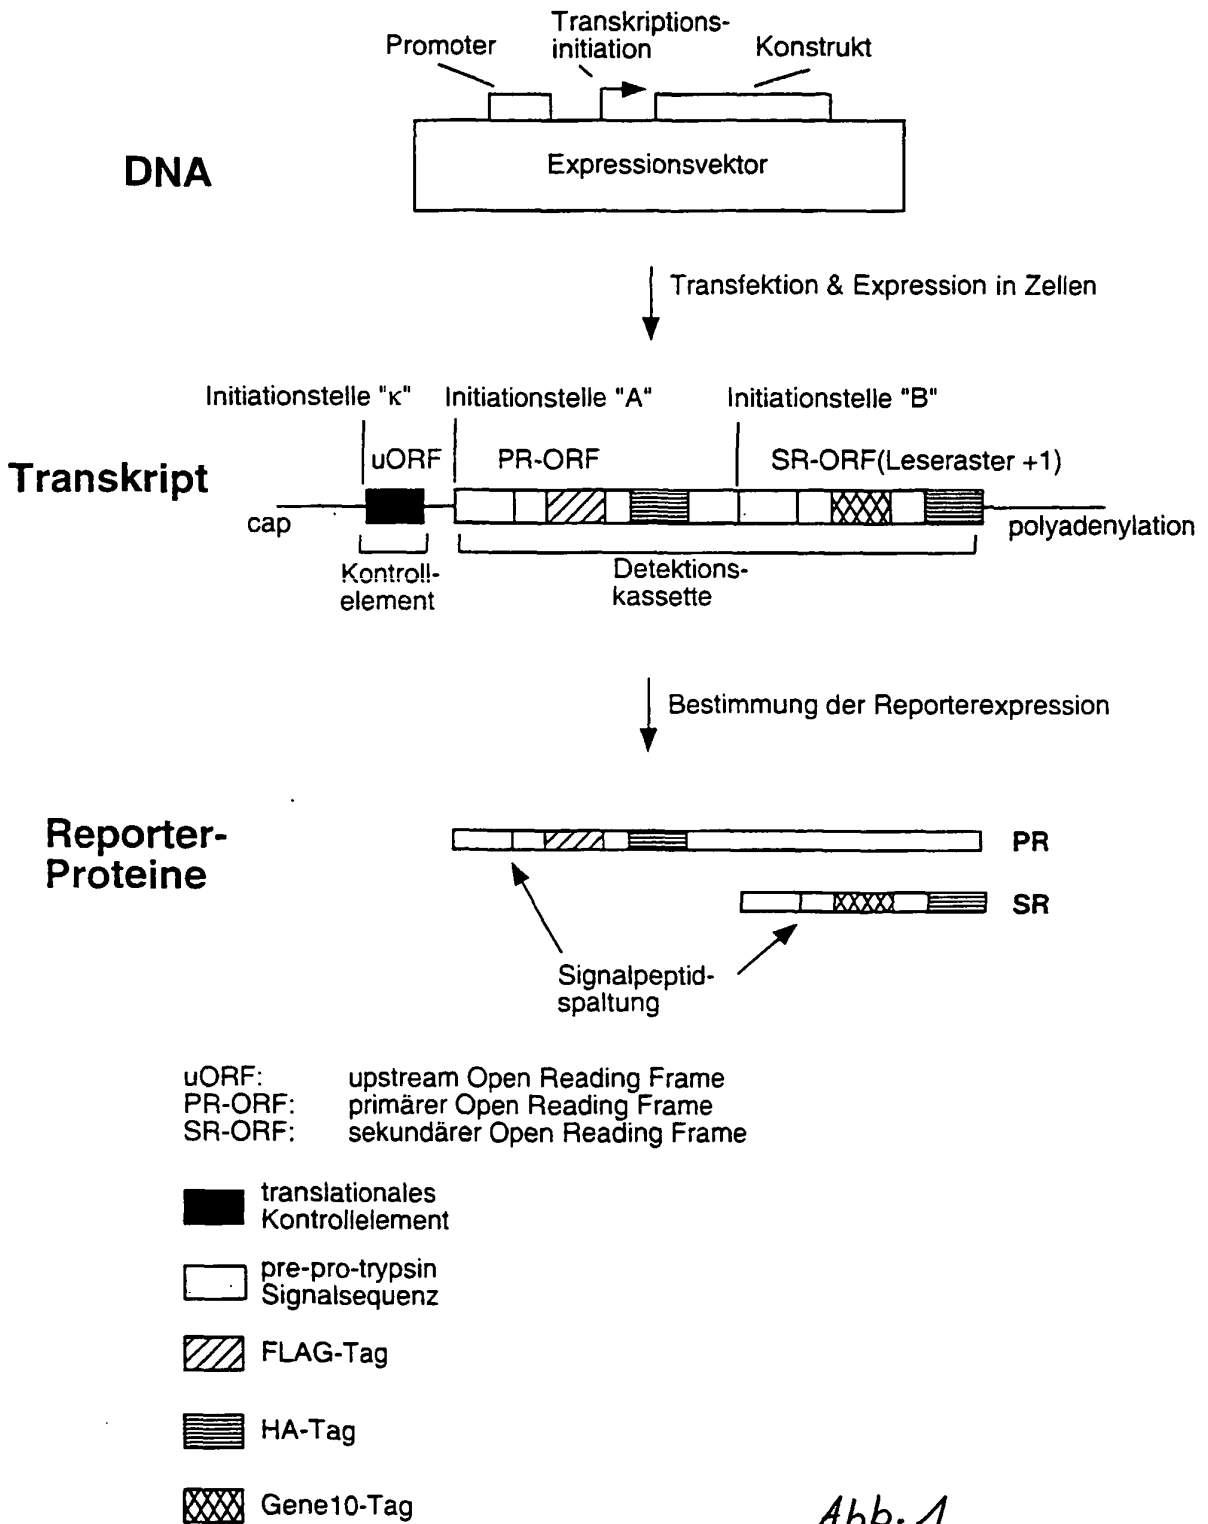 Transkriptions-
initiation
Promoter
Konstrukt
DNA
Expressionsvektor
Transfektion & Expression in Zellen
Initiationstelle "κ" Initiationstelle "A" Initiationstelle "B"
uORF PR-ORF SR-ORF(Leseraster +1)
Transkript
cap
polyadenylation
Kontroll-
element
Detektions-
kassette
Bestimmung der Reporterexpression
Reporter-
Proteine
PR
SR
Signalpeptid-
spaltung
uORF: upstream Open Reading Frame
PR-ORF: primärer Open Reading Frame
SR-ORF: sekundärer Open Reading Frame
translationales
Kontrollelement
pre-pro-trypsin
Signalsequenz
FLAG-Tag
HA-Tag
Gene10-Tag
Abb. 1